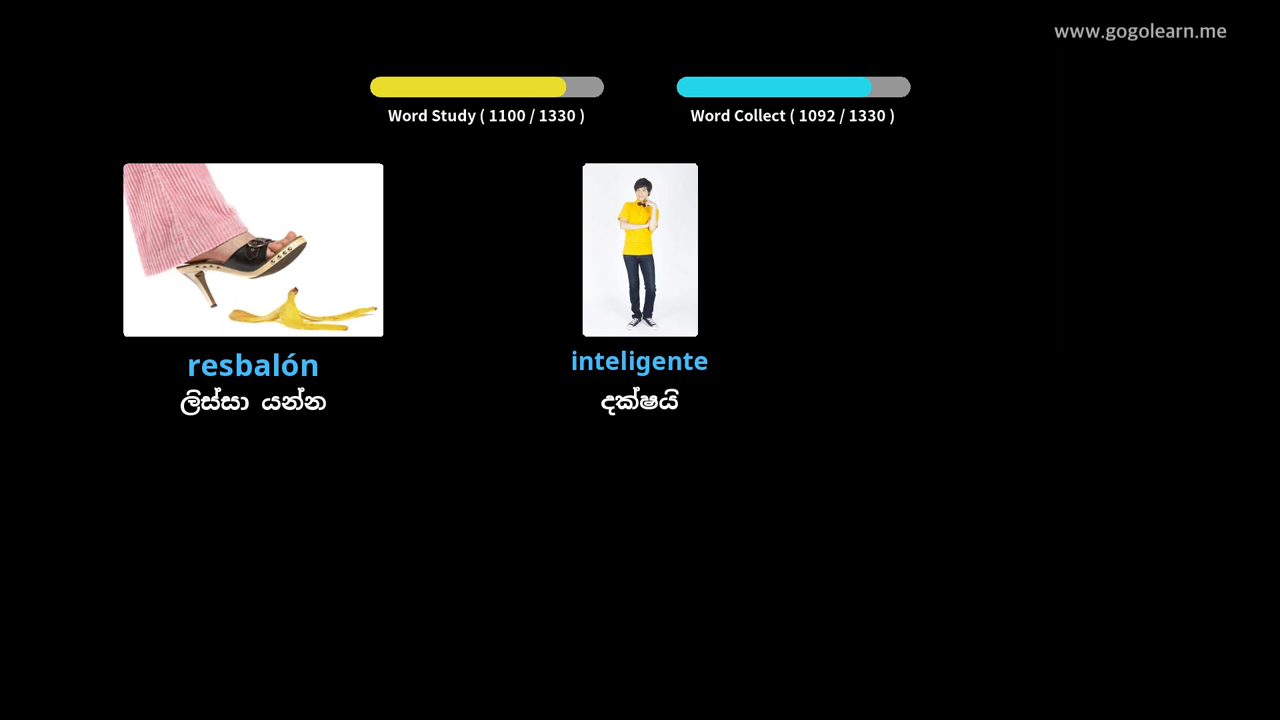 www.gogolearn.me
Word Study ( 1100 / 1330 )
Word Collect ( 1092 / 1330 )
resbalón
ලිස්සා යන්න
inteligente
දක්ෂයි